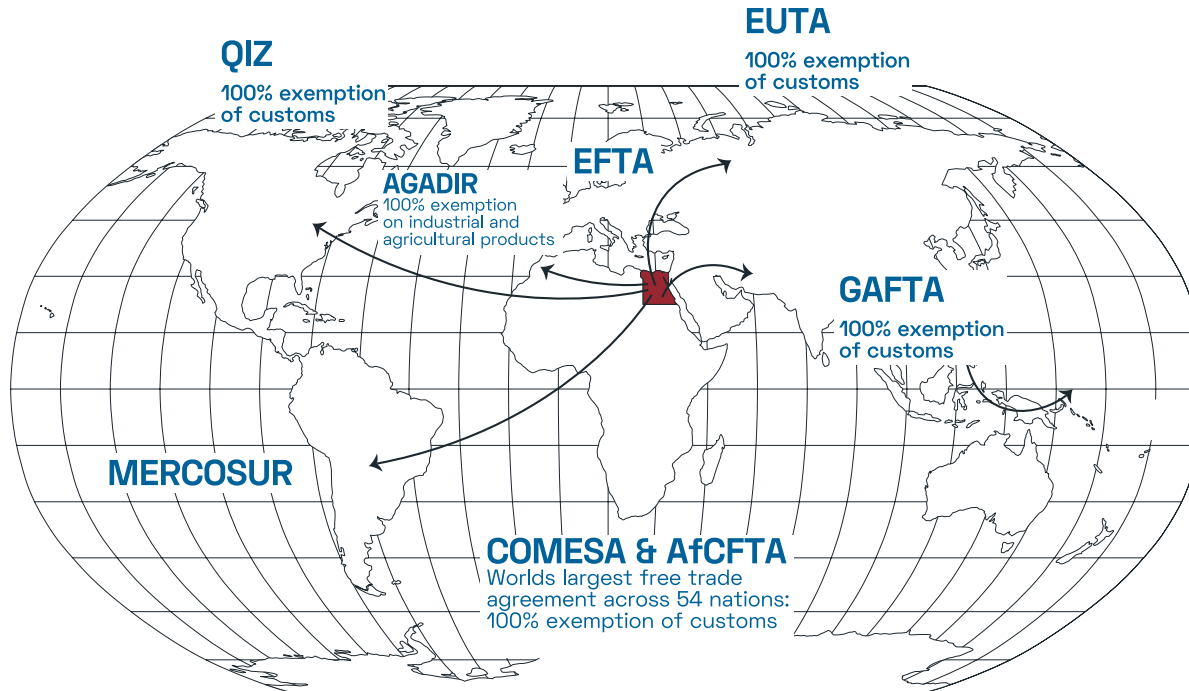 QIZ
100% exemption
of customs
EUTA
100% exemption
of customs
EFTA
AGADIR
100% exemption
on industrial and
agricultural products
GAFTA
100% exemption
of customs
MERCOSUR
COMESA & AfCFTA
Worlds largest free trade
agreement across 54 nations:
100% exemption of customs